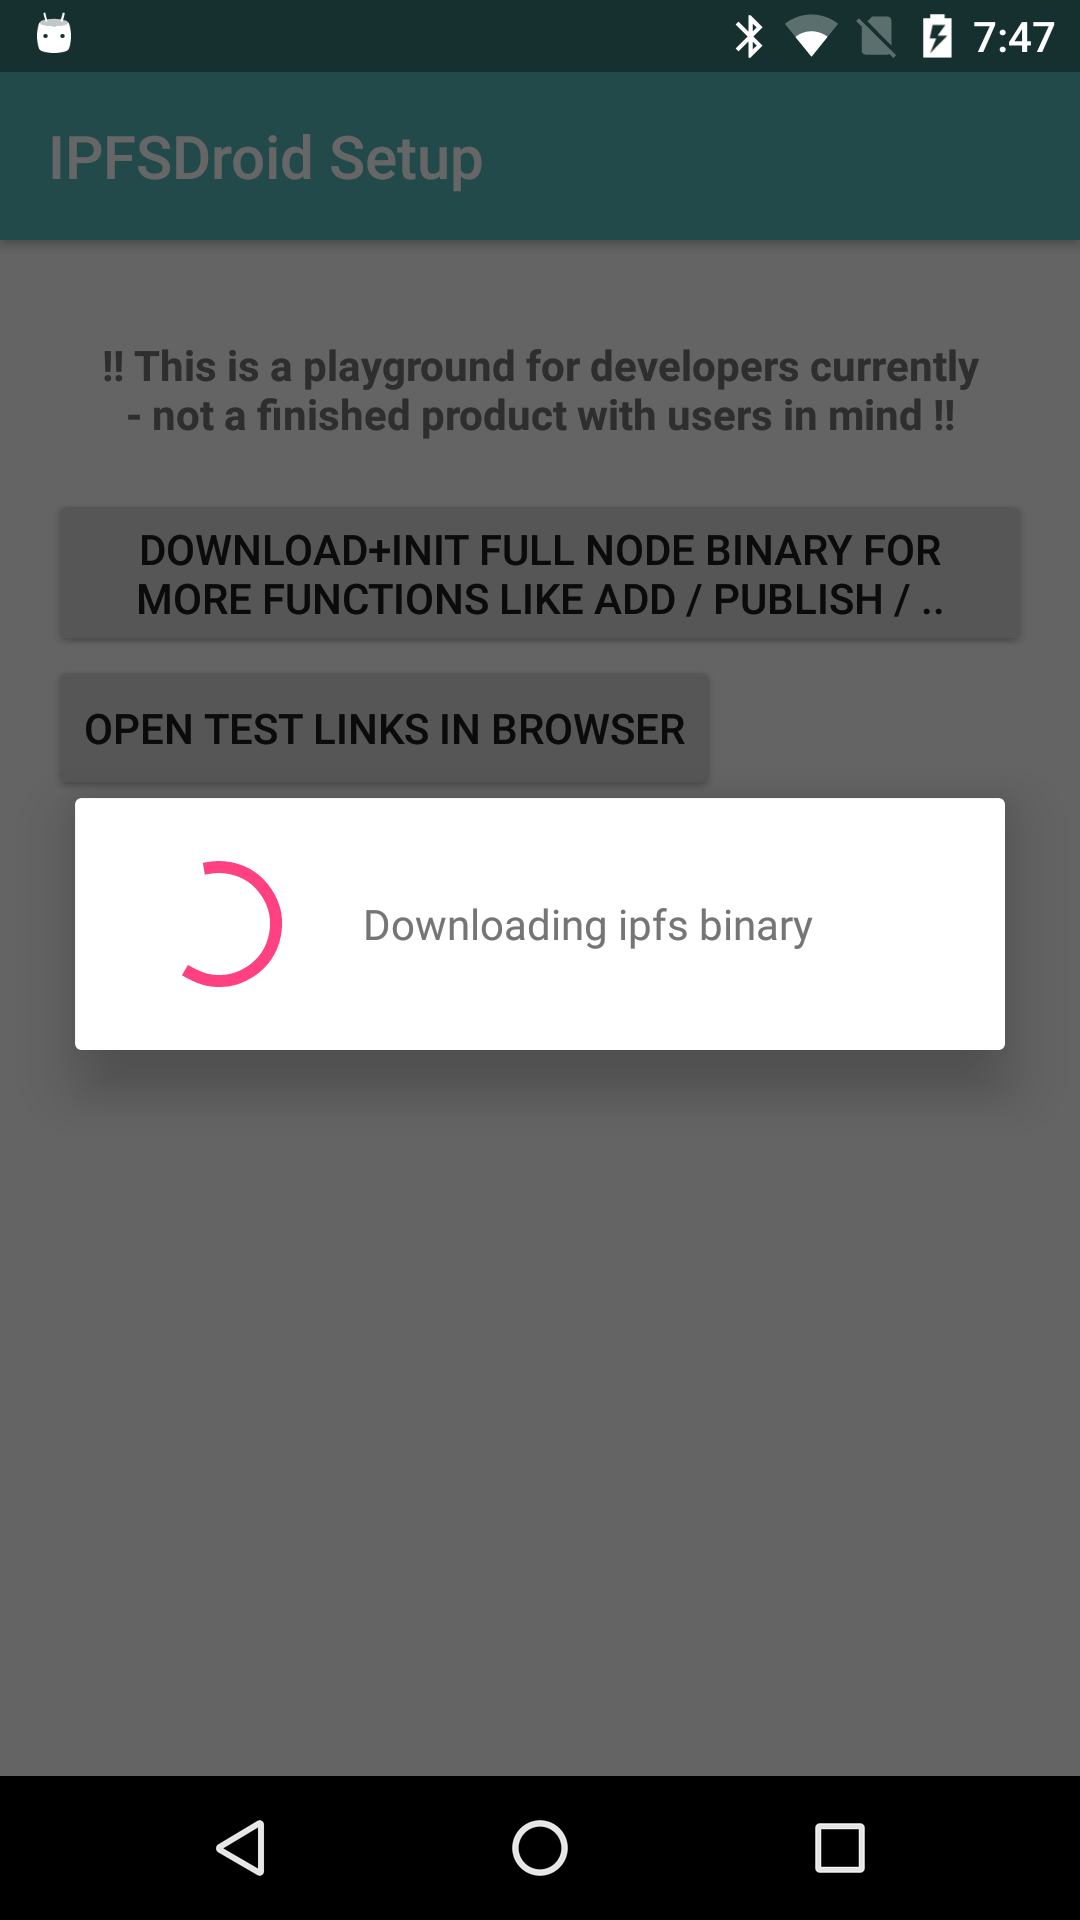 7:47
IPFSDroid Setup
!! This is a playground for developers currently
- not a finished product with users in mind !!
DOWNLOAD+INIT FULL NODE BINARY FOR
MORE FUNCTIONS LIKE ADD / PUBLISH / ..
OPEN TEST LINKS IN BROWSER
Downloading ipfs binary